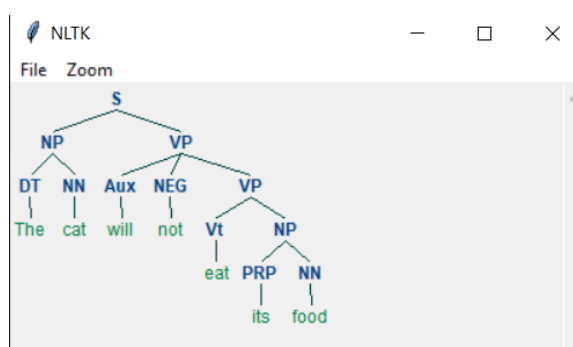 NLTK
File Zoom
S
NP VP
DT NN Aux NEG VP
The cat will not Vt NP
eat PRP NN
its food